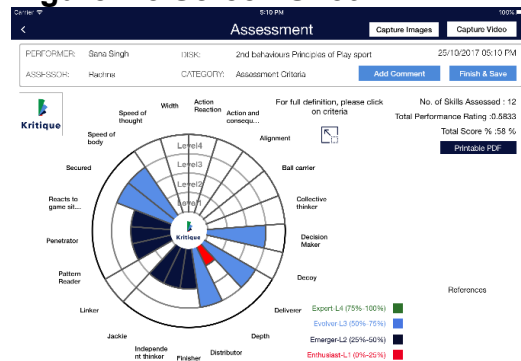 Carrier
5:10 PM
100%
Assessment
Capture Images
Capture Video
PERFORMER:
Sana Singh
DISK:
2nd behaviours Principles of Play sport
25/10/2017 05:10 PM
ASSESSOR:
Rachna
CATEGORY:
Assessment Criteria
Add Comment
Finish & Save
Kritique
For full definition, please click
on criteria
No. of Skills Assessed : 12
Total Performance Rating :0.5833
Total Score % :58 %
Printable PDF
Width
Action
Reaction
Action and
consequ...
Alignment
Ball carrier
Collective
thinker
Decision
Maker
Decoy
Deliverer
Depth
Distributor
Finisher
Independe
nt thinker
Jackie
Linker
Pattern
Reader
Penetrator
Reacts to
game sit...
Secured
Speed of
body
Speed of
thought
Level4
Level3
Level2
Level1
Kritique
References
Expert-L4 (75%-100%)
Evolver-L3 (50%-75%)
Emerger-L2 (25%-50%)
Enthusiast-L1 (0%-25%)